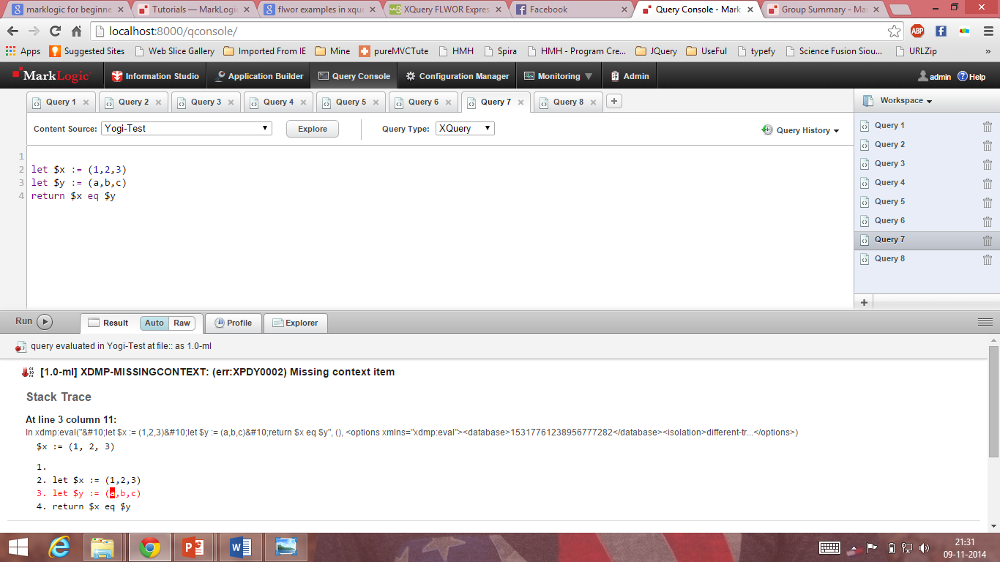 marklogic for beginne
Tutorials — MarkLogi
flwor examples in xque
XQuery FLWOR Expres
Facebook
Query Console - Mark
Group Summary - Ma
localhost:8000/qconsole/
ABP
Apps Suggested Sites Web Slice Gallery Imported From IE Mine pureMVCTute HMH Spira HMH - Program Cre... JQuery UseFul typefy Science Fusion Siou... URLZip »
MarkLogic Information Studio Application Builder Query Console Configuration Manager Monitoring Admin admin Help
Query 1 Query 2 Query 3 Query 4 Query 5 Query 6 Query 7 Query 8
Workspace
Content Source: Yogi-Test Explore Query Type: XQuery Query History
Query 1
Query 2
Query 3
Query 4
Query 5
Query 6
Query 7
Query 8
1
2 let $x := (1,2,3)
3 let $y := (a,b,c)
4 return $x eq $y
Run Result Auto Raw Profile Explorer
query evaluated in Yogi-Test at file:: as 1.0-ml
[1.0-ml] XDMP-MISSINGCONTEXT: (err:XPDY0002) Missing context item
Stack Trace
At line 3 column 11:
In xdmp:eval("&#10;let $x := (1,2,3)&#10;let $y := (a,b,c)&#10;return $x eq $y", (), <options xmlns="xdmp:eval"><database>15317761238956777282</database><isolation>different-tr...</options>)
$x := (1, 2, 3)
1.
2. let $x := (1,2,3)
3. let $y := (a,b,c)
4. return $x eq $y
21:31
09-11-2014